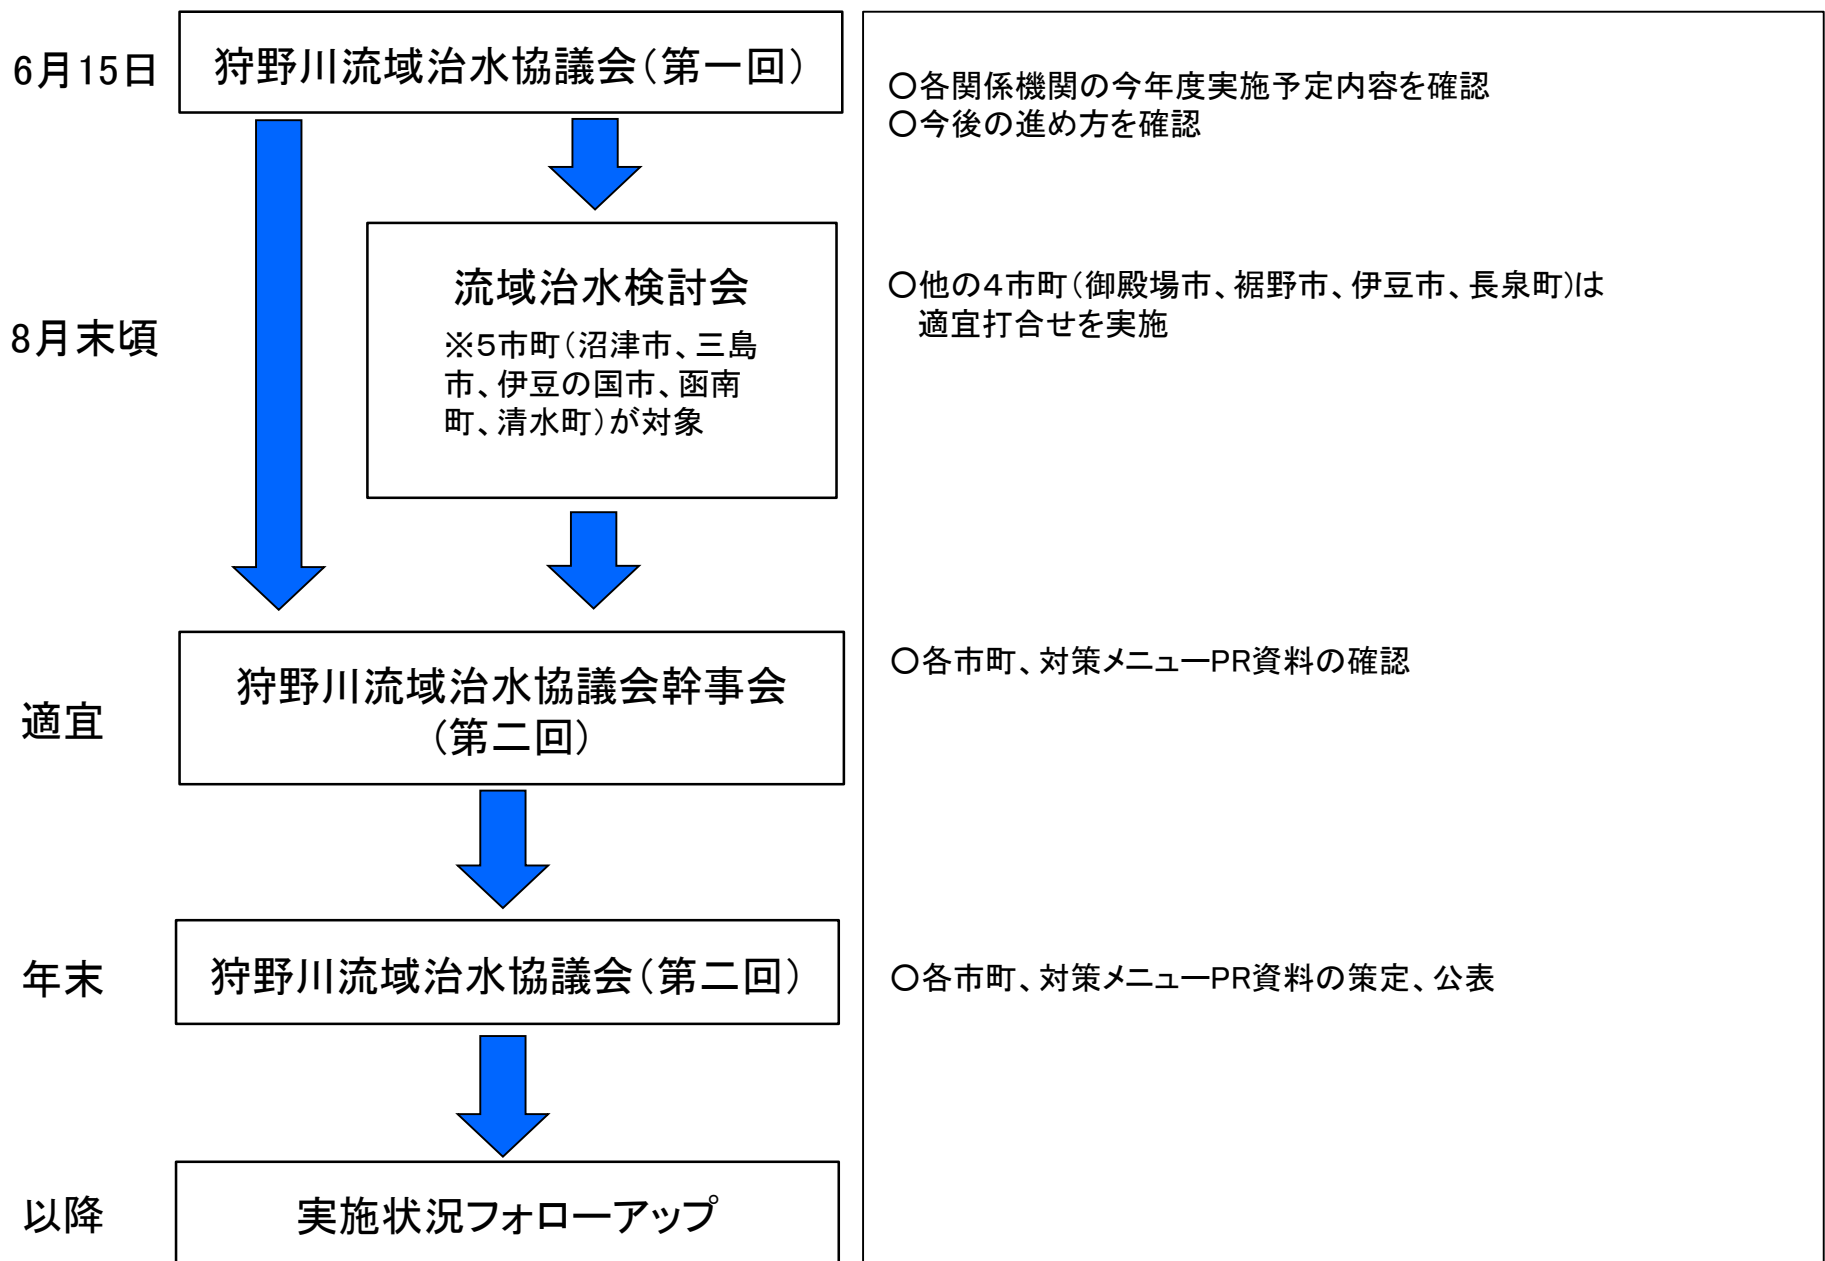 6月15日
狩野川流域治水協議会（第一回）
〇各関係機関の今年度実施予定内容を確認
〇今後の進め方を確認
8月末頃
流域治水検討会
※５市町（沼津市、三島
市、伊豆の国市、函南
町、清水町）が対象
〇他の４市町（御殿場市、裾野市、伊豆市、長泉町）は
適宜打合せを実施
適宜
狩野川流域治水協議会幹事会
（第二回）
〇各市町、対策メニューPR資料の確認
年末
狩野川流域治水協議会（第二回）
〇各市町、対策メニューPR資料の策定、公表
以降
実施状況フォローアップ